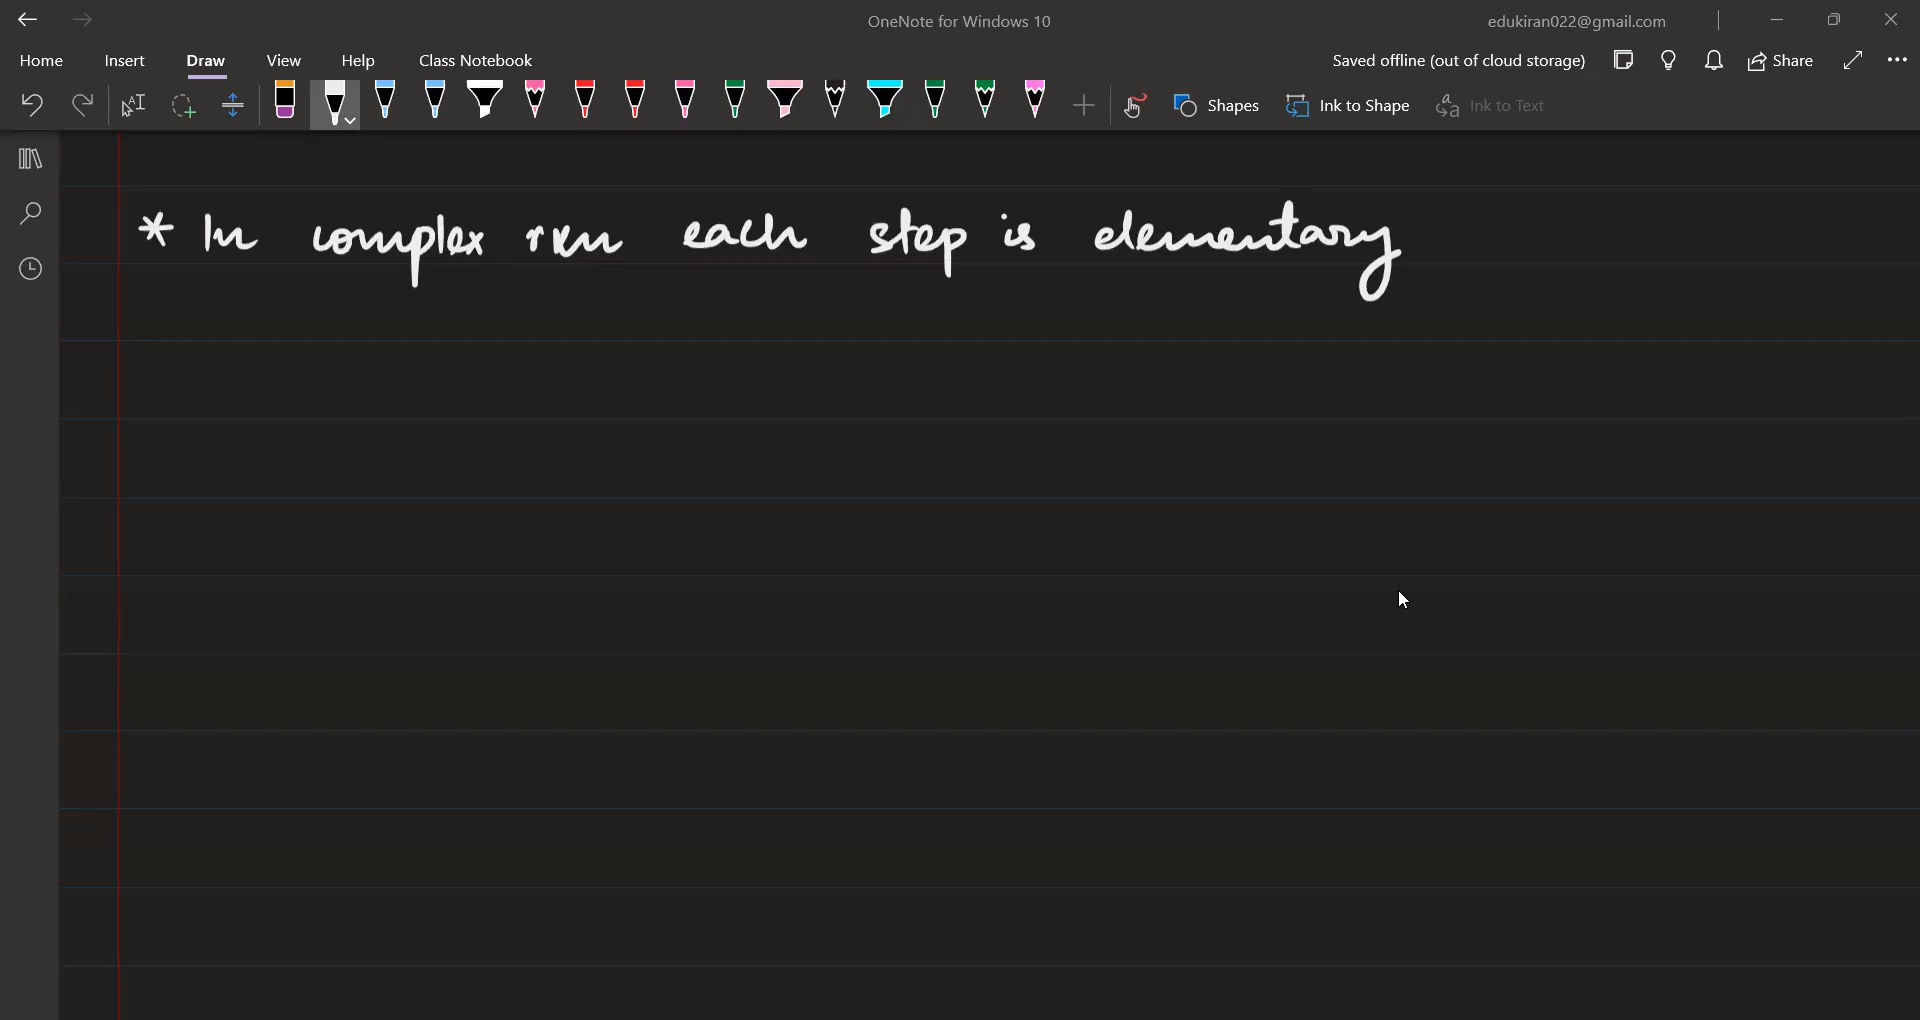 OneNote for Windows 10
edukiran022@gmail.com
Home Insert Draw View Help Class Notebook
Saved offline (out of cloud storage) Share
Shapes Ink to Shape Ink to Text
* In complex rxn each step is elementary